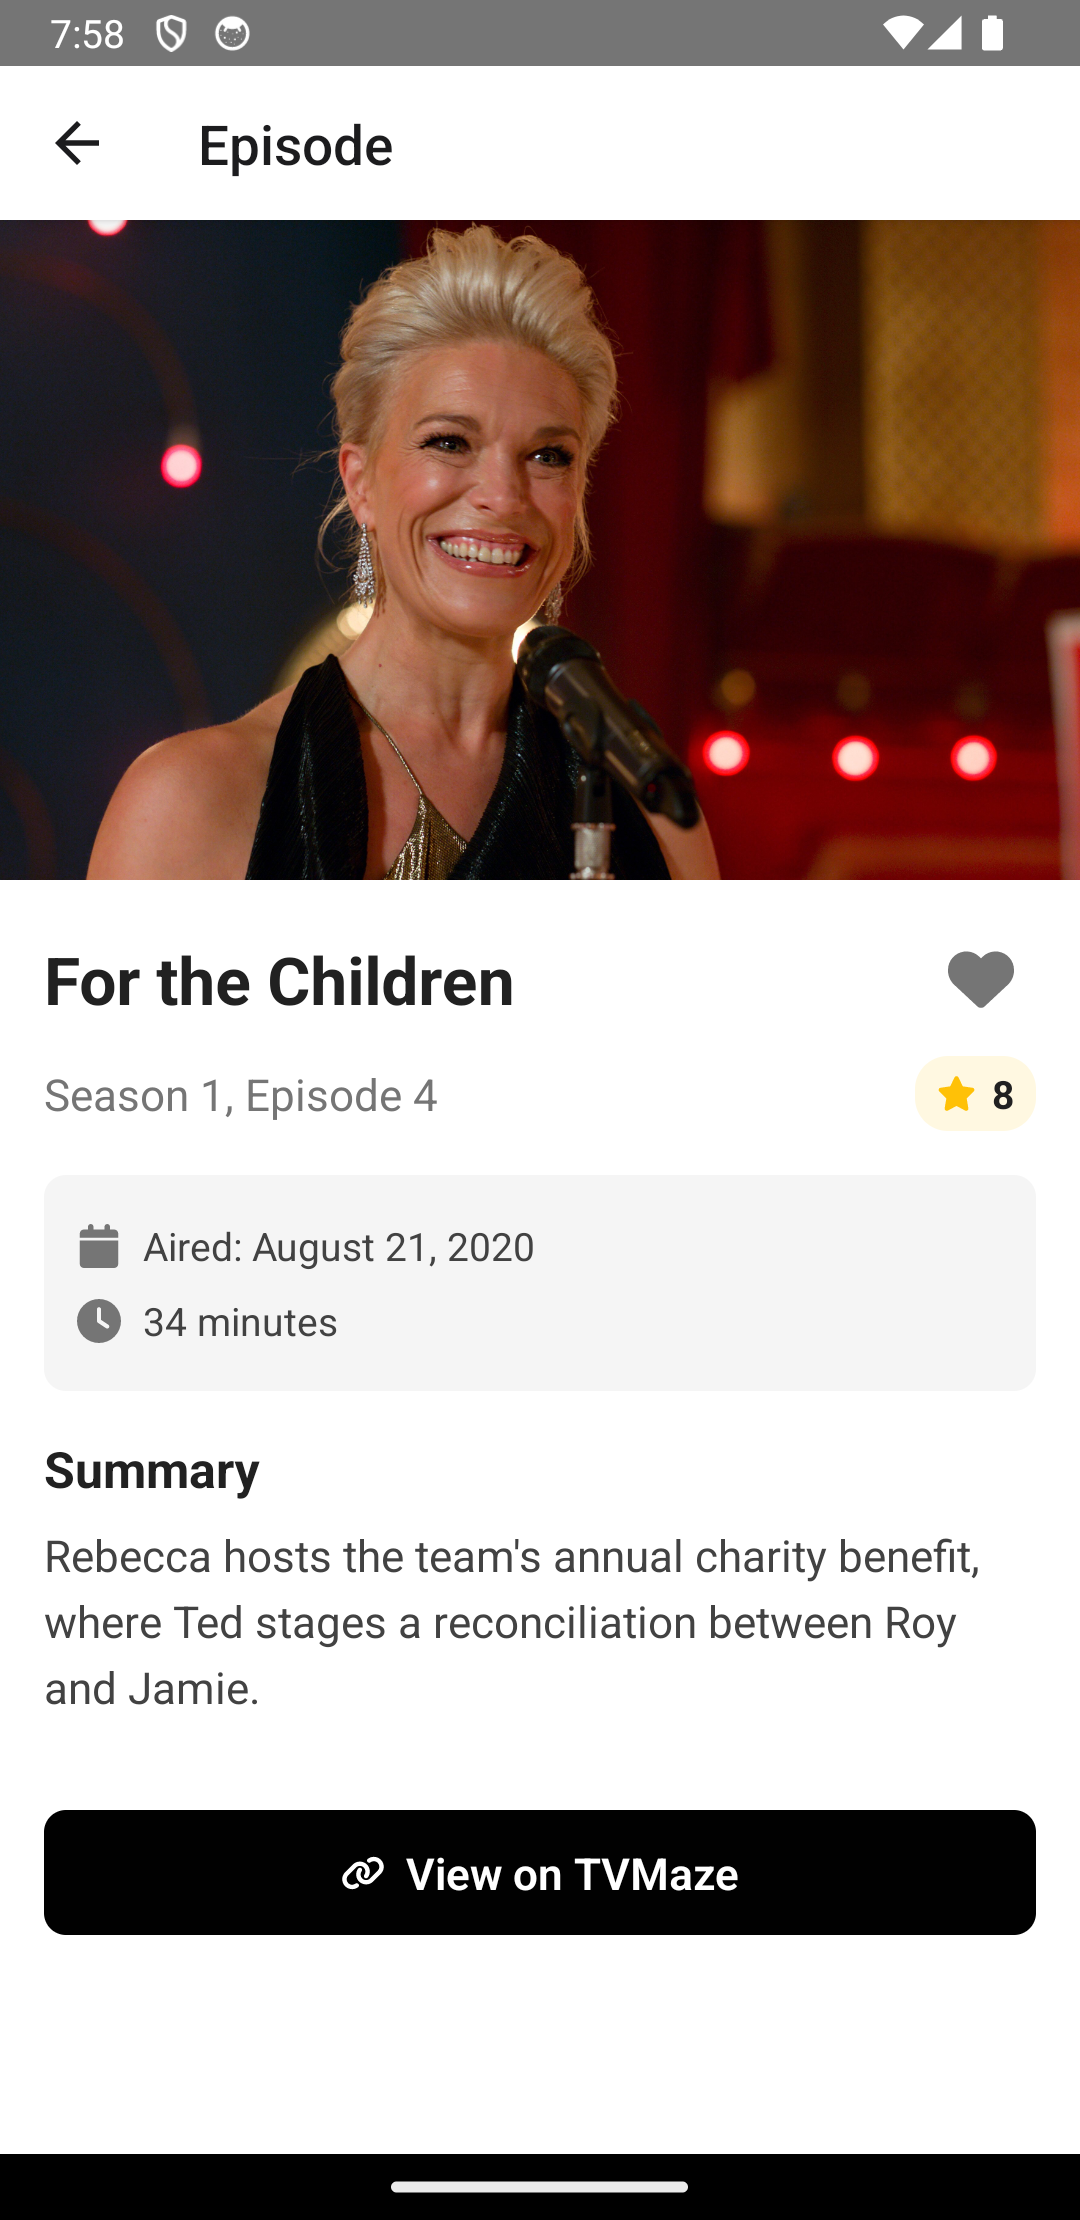 7:58
Episode
For the Children
Season 1, Episode 4
8
Aired: August 21, 2020
34 minutes
Summary
Rebecca hosts the team's annual charity benefit,
where Ted stages a reconciliation between Roy
and Jamie.
View on TVMaze